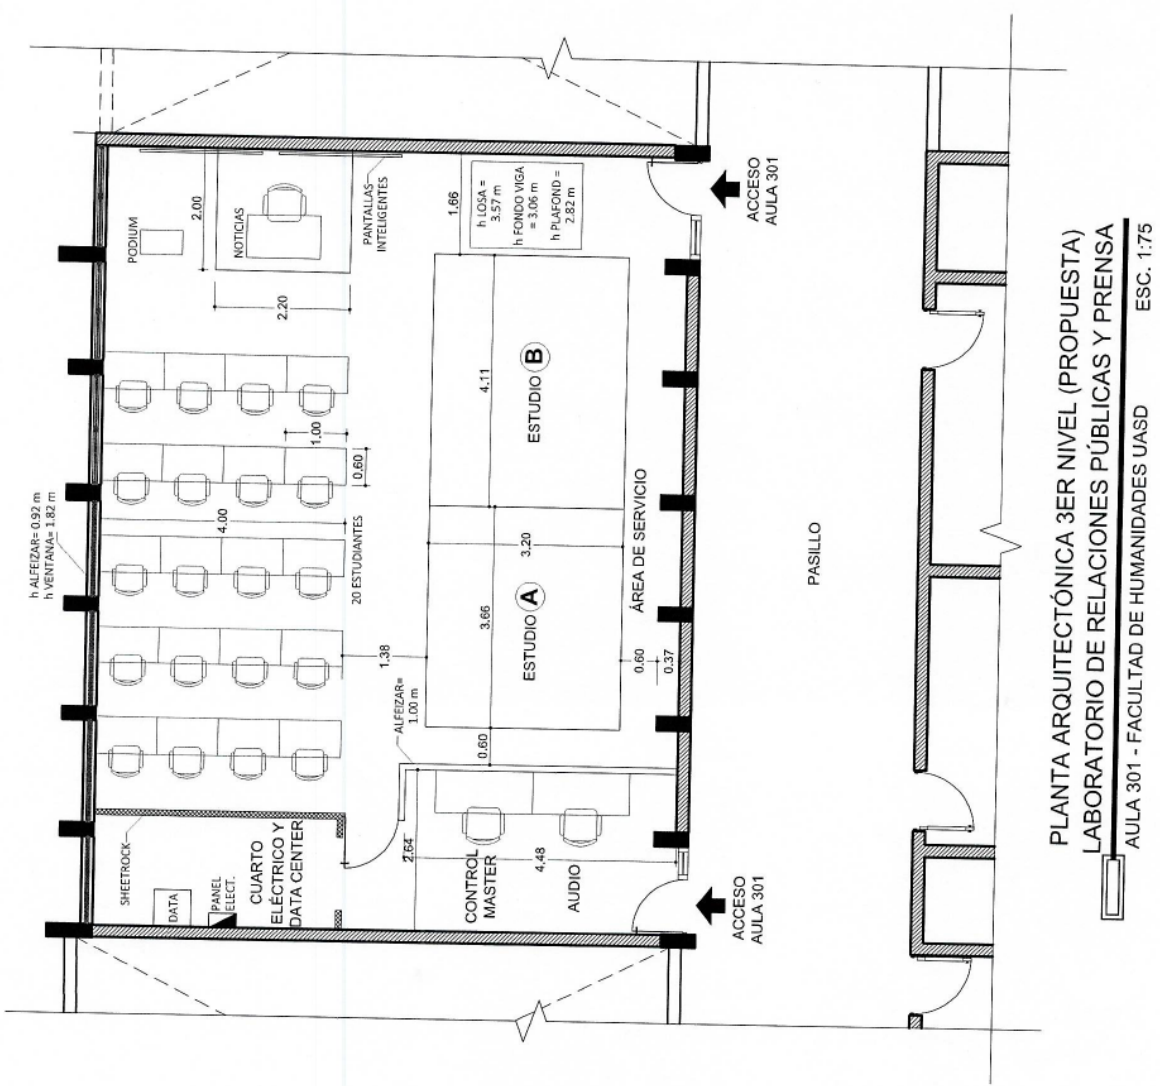 h ALFEIZAR= 0.92 m
h VENTANA= 1.82 m
SHEETROCK
DATA
PANEL
ELECT.
CUARTO
ELÉCTRICO Y
DATA CENTER
4.00
20 ESTUDIANTES
1.00
0.60
PODIUM
2.00
NOTICIAS
2.20
PANTALLAS
INTELIGENTES
1.38
ALFEIZAR=
1.00 m
2.64
CONTROL
MASTER
4.48
AUDIO
0.60
3.66
ESTUDIO A
3.20
4.11
ESTUDIO B
1.66
h LOSA =
3.57 m
h FONDO VIGA
= 3.06 m
h PLAFOND =
2.82 m
0.60
0.37
ÁREA DE SERVICIO
ACCESO
AULA 301
ACCESO
AULA 301
PASILLO
PLANTA ARQUITECTÓNICA 3ER NIVEL (PROPUESTA)
LABORATORIO DE RELACIONES PÚBLICAS Y PRENSA
AULA 301 - FACULTAD DE HUMANIDADES UASD
ESC. 1:75